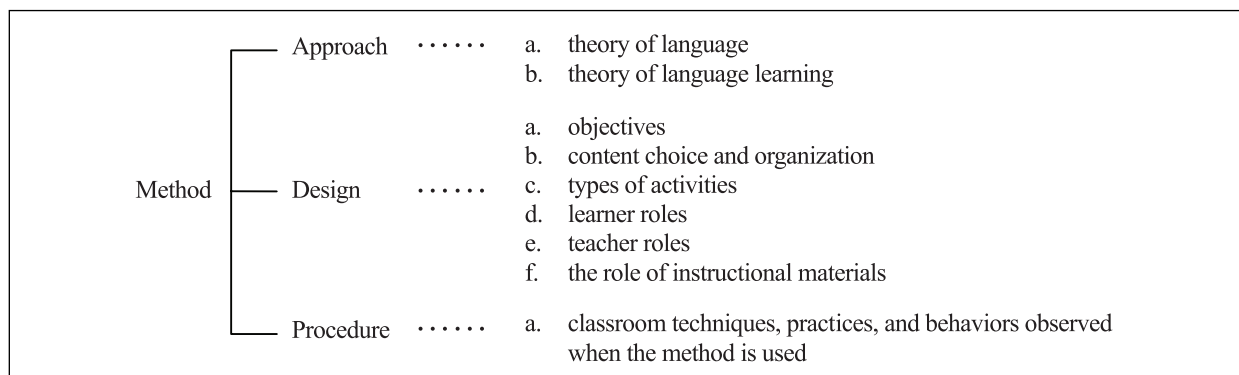 Approach ······ a. theory of language
b. theory of language learning
a. objectives
b. content choice and organization
Method Design ······ c. types of activities
d. learner roles
e. teacher roles
f. the role of instructional materials
Procedure ······ a. classroom techniques, practices, and behaviors observed
when the method is used